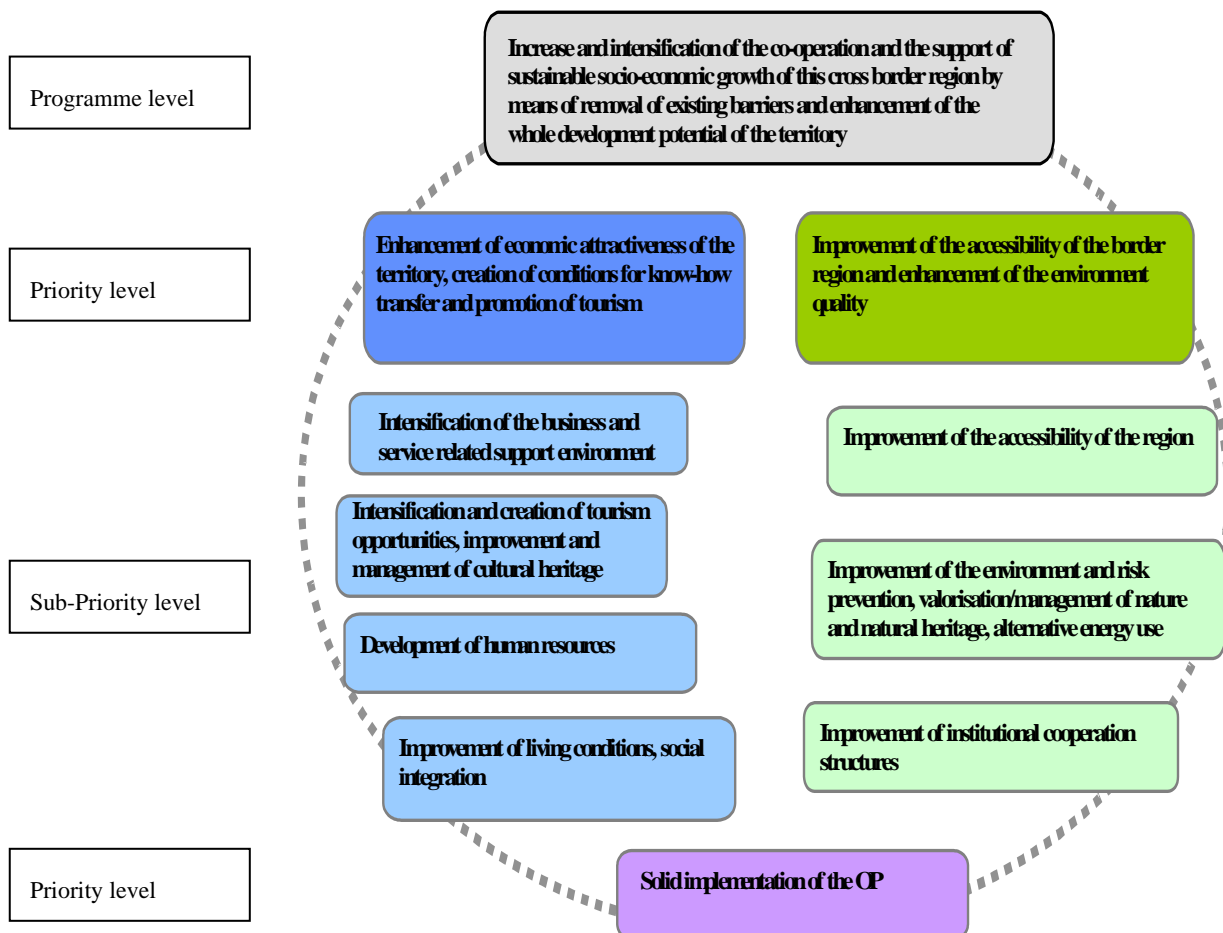 Programme level
Increase and intensification of the co-operation and the support of
sustainable socio-economic growth of this cross border region by
means of removal of existing barriers and enhancement of the
whole development potential of the territory
Priority level
Enhancement of economic attractiveness of the
territory, creation of conditions for know-how
transfer and promotion of tourism
Improvement of the accessibility of the border
region and enhancement of the environment
quality
Sub-Priority level
Intensification of the business and
service related support environment
Intensification and creation of tourism
opportunities, improvement and
management of cultural heritage
Development of human resources
Improvement of living conditions, social
integration
Improvement of the accessibility of the region
Improvement of the environment and risk
prevention, valorisation/management of nature
and natural heritage, alternative energy use
Improvement of institutional cooperation
structures
Priority level
Solid implementation of the OP